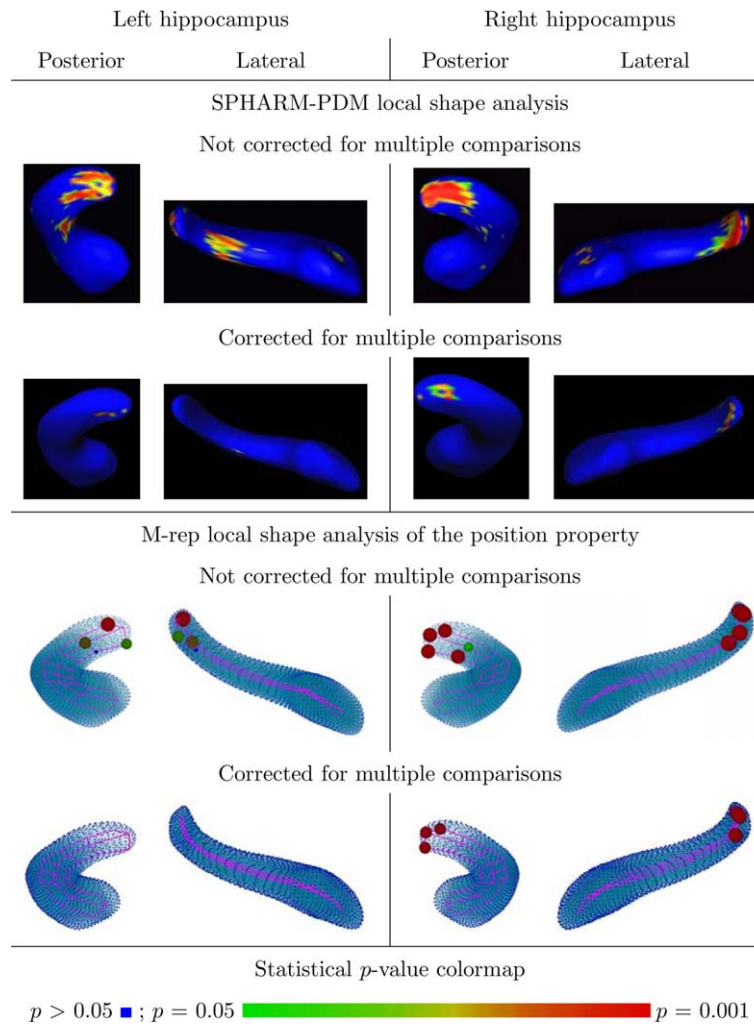 Left hippocampus Right hippocampus
Posterior Lateral Posterior Lateral
SPHARM-PDM local shape analysis
Not corrected for multiple comparisons
Corrected for multiple comparisons
M-rep local shape analysis of the position property
Not corrected for multiple comparisons
Corrected for multiple comparisons
Statistical p-value colormap
p > 0.05 ; p = 0.05 p = 0.001